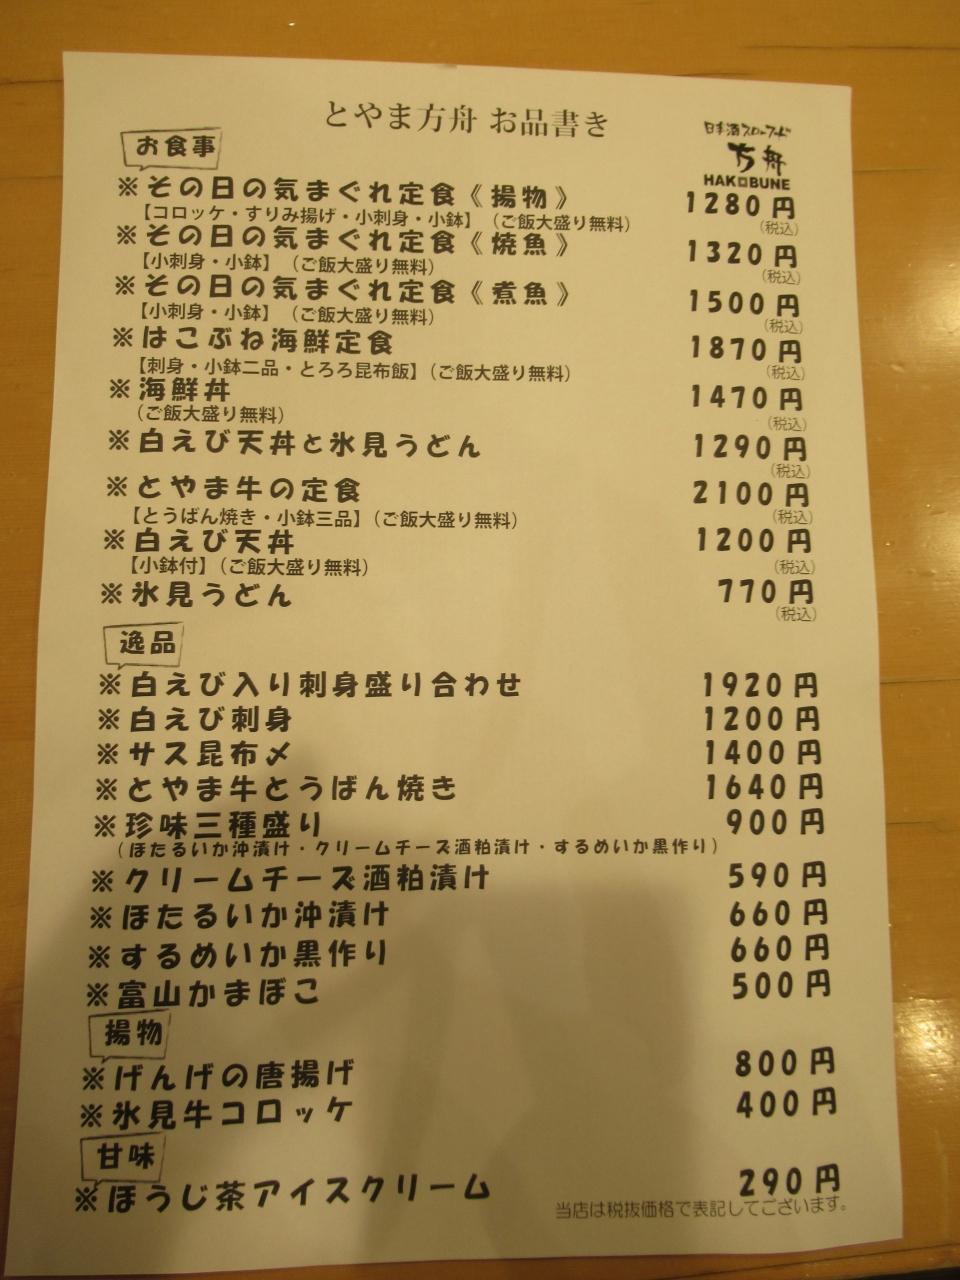 とやま方舟 お品書き
日本酒スローフード
方舟
HAKOBUNE
お食事
※その日の気まぐれ定食《揚物》 1280円
【コロッケ・すりみ揚げ・小刺身・小鉢】(ご飯大盛り無料) (税込)
※その日の気まぐれ定食《焼魚》 1320円
【小刺身・小鉢】(ご飯大盛り無料) (税込)
※その日の気まぐれ定食《煮魚》 1500円
【小刺身・小鉢】(ご飯大盛り無料) (税込)
※はこぶね海鮮定食 1870円
【刺身・小鉢二品・とろろ昆布飯】(ご飯大盛り無料) (税込)
※海鮮丼 1470円
(ご飯大盛り無料) (税込)
※白えび天丼と氷見うどん 1290円
(税込)
※とやま牛の定食 2100円
【とうばん焼き・小鉢三品】(ご飯大盛り無料) (税込)
※白えび天丼 1200円
【小鉢付】(ご飯大盛り無料) (税込)
※氷見うどん 770円
(税込)
逸品
※白えび入り刺身盛り合わせ 1920円
※白えび刺身 1200円
※サス昆布〆 1400円
※とやま牛とうばん焼き 1640円
※珍味三種盛り 900円
(ほたるいか沖漬け・クリームチーズ酒粕漬け・するめいか黒作り)
※クリームチーズ酒粕漬け 590円
※ほたるいか沖漬け 660円
※するめいか黒作り 660円
※富山かまぼこ 500円
揚物
※げんげの唐揚げ 800円
※氷見牛コロッケ 400円
甘味
※ほうじ茶アイスクリーム 290円
当店は税抜価格で表記してございます。